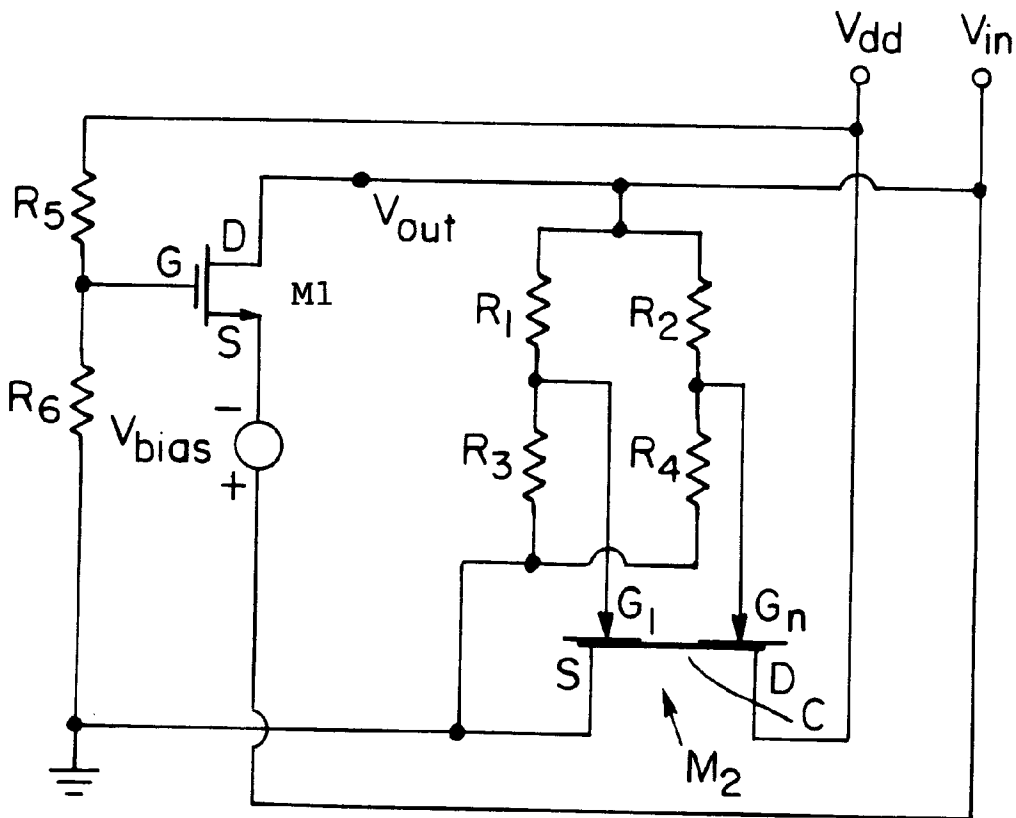 Vdd Vin
R5
G D
Vout
M1
S
R1 R2
R6
-
Vbias
+
R3 R4
G1 Gn
S D
C
M2